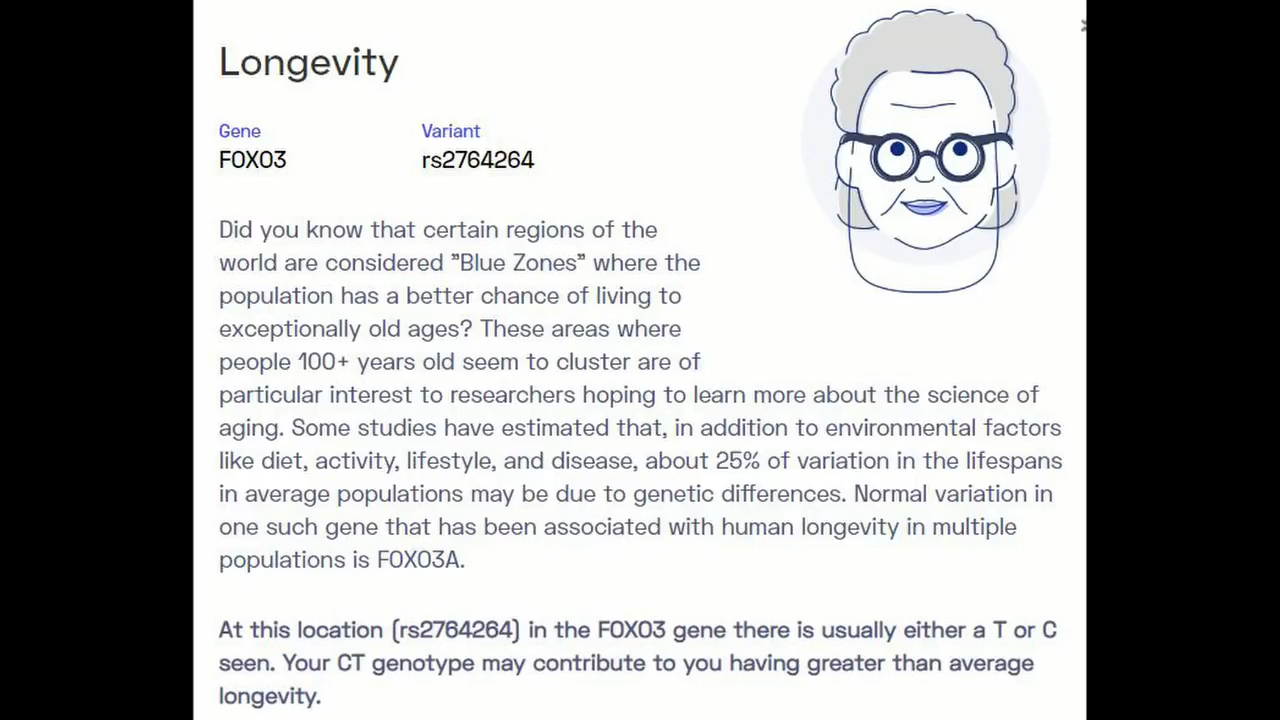 Longevity
Gene
Variant
FOXO3
rs2764264
Did you know that certain regions of the
world are considered "Blue Zones" where the
population has a better chance of living to
exceptionally old ages? These areas where
people 100+ years old seem to cluster are of
particular interest to researchers hoping to learn more about the science of
aging. Some studies have estimated that, in addition to environmental factors
like diet, activity, lifestyle, and disease, about 25% of variation in the lifespans
in average populations may be due to genetic differences. Normal variation in
one such gene that has been associated with human longevity in multiple
populations is FOXO3A.
At this location (rs2764264) in the FOXO3 gene there is usually either a T or C
seen. Your CT genotype may contribute to you having greater than average
longevity.